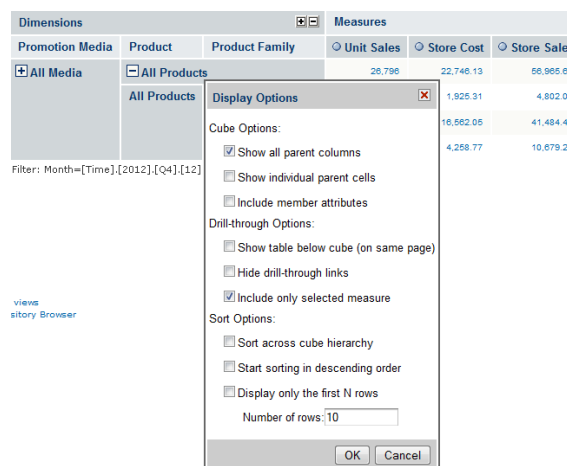 Dimensions Measures
Promotion Media Product Product Family Unit Sales Store Cost Store Sale
All Media All Products 26,796 22,746.13 56,965.6
All Products 1,925.31 4,802.0
16,562.05 41,484.4
4,258.77 10,679.2
Filter: Month=[Time].[2012].[Q4].[12]
views
sitory Browser
Display Options
Cube Options:
Show all parent columns
Show individual parent cells
Include member attributes
Drill-through Options:
Show table below cube (on same page)
Hide drill-through links
Include only selected measure
Sort Options:
Sort across cube hierarchy
Start sorting in descending order
Display only the first N rows
Number of rows: 10
OK Cancel